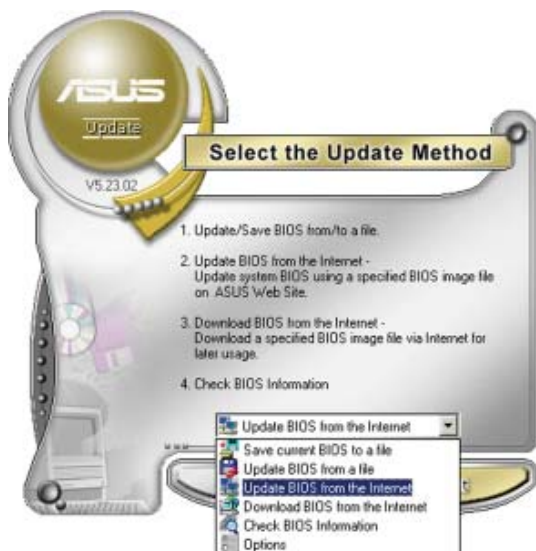 ASUS
Update
V5.23.02
Select the Update Method
1. Update/Save BIOS from/to a file.
2. Update BIOS from the Internet -
Update system BIOS using a specified BIOS image file
on ASUS Web Site.
3. Download BIOS from the Internet -
Download a specified BIOS image file via Internet for
later usage.
4. Check BIOS Information
Update BIOS from the Internet
Save current BIOS to a file
Update BIOS from a file
Update BIOS from the Internet
Download BIOS from the Internet
Check BIOS Information
Options